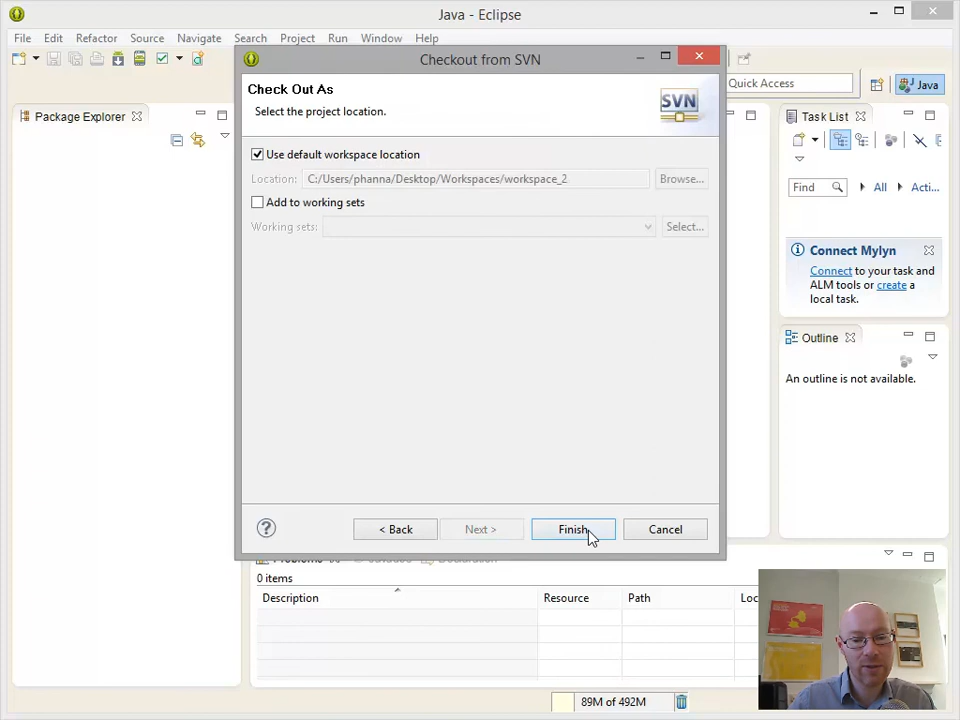 Java - Eclipse
File Edit Refactor Source Navigate Search Project Run Window Help
Checkout from SVN
Quick Access
Java
Package Explorer
Check Out As
Select the project location.
SVN
Use default workspace location
Location: C:/Users/phanna/Desktop/Workspaces/workspace_2 Browse...
Add to working sets
Working sets: Select...
Task List
Find All Acti...
Connect Mylyn
Connect to your task and
ALM tools or create a
local task.
Outline
An outline is not available.
? < Back Next > Finish Cancel
0 items
Description Resource Path Loc
89M of 492M